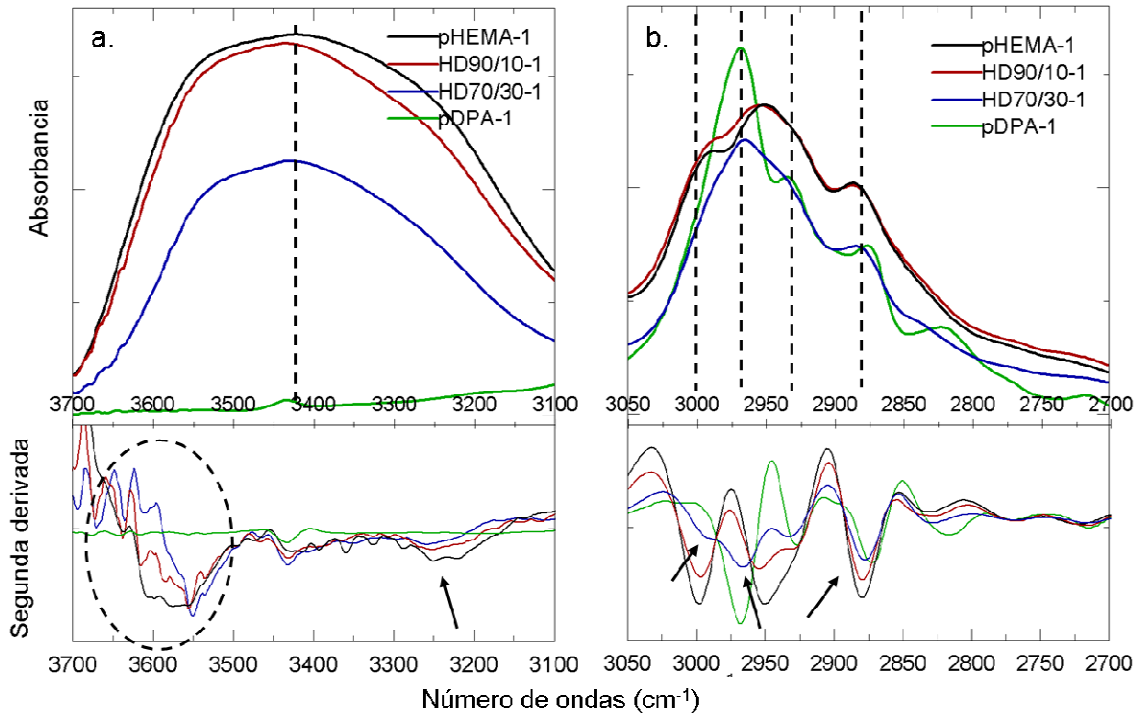 a.
pHEMA-1
HD90/10-1
HD70/30-1
pDPA-1
Absorbancia
3700 3600 3500 3400 3300 3200 3100
b.
pHEMA-1
HD90/10-1
HD70/30-1
pDPA-1
3050 3000 2950 2900 2850 2800 2750 2700
Segunda derivada
3700 3600 3500 3400 3300 3200 3100
3050 3000 2950 2900 2850 2800 2750 2700
Número de ondas (cm⁻¹)